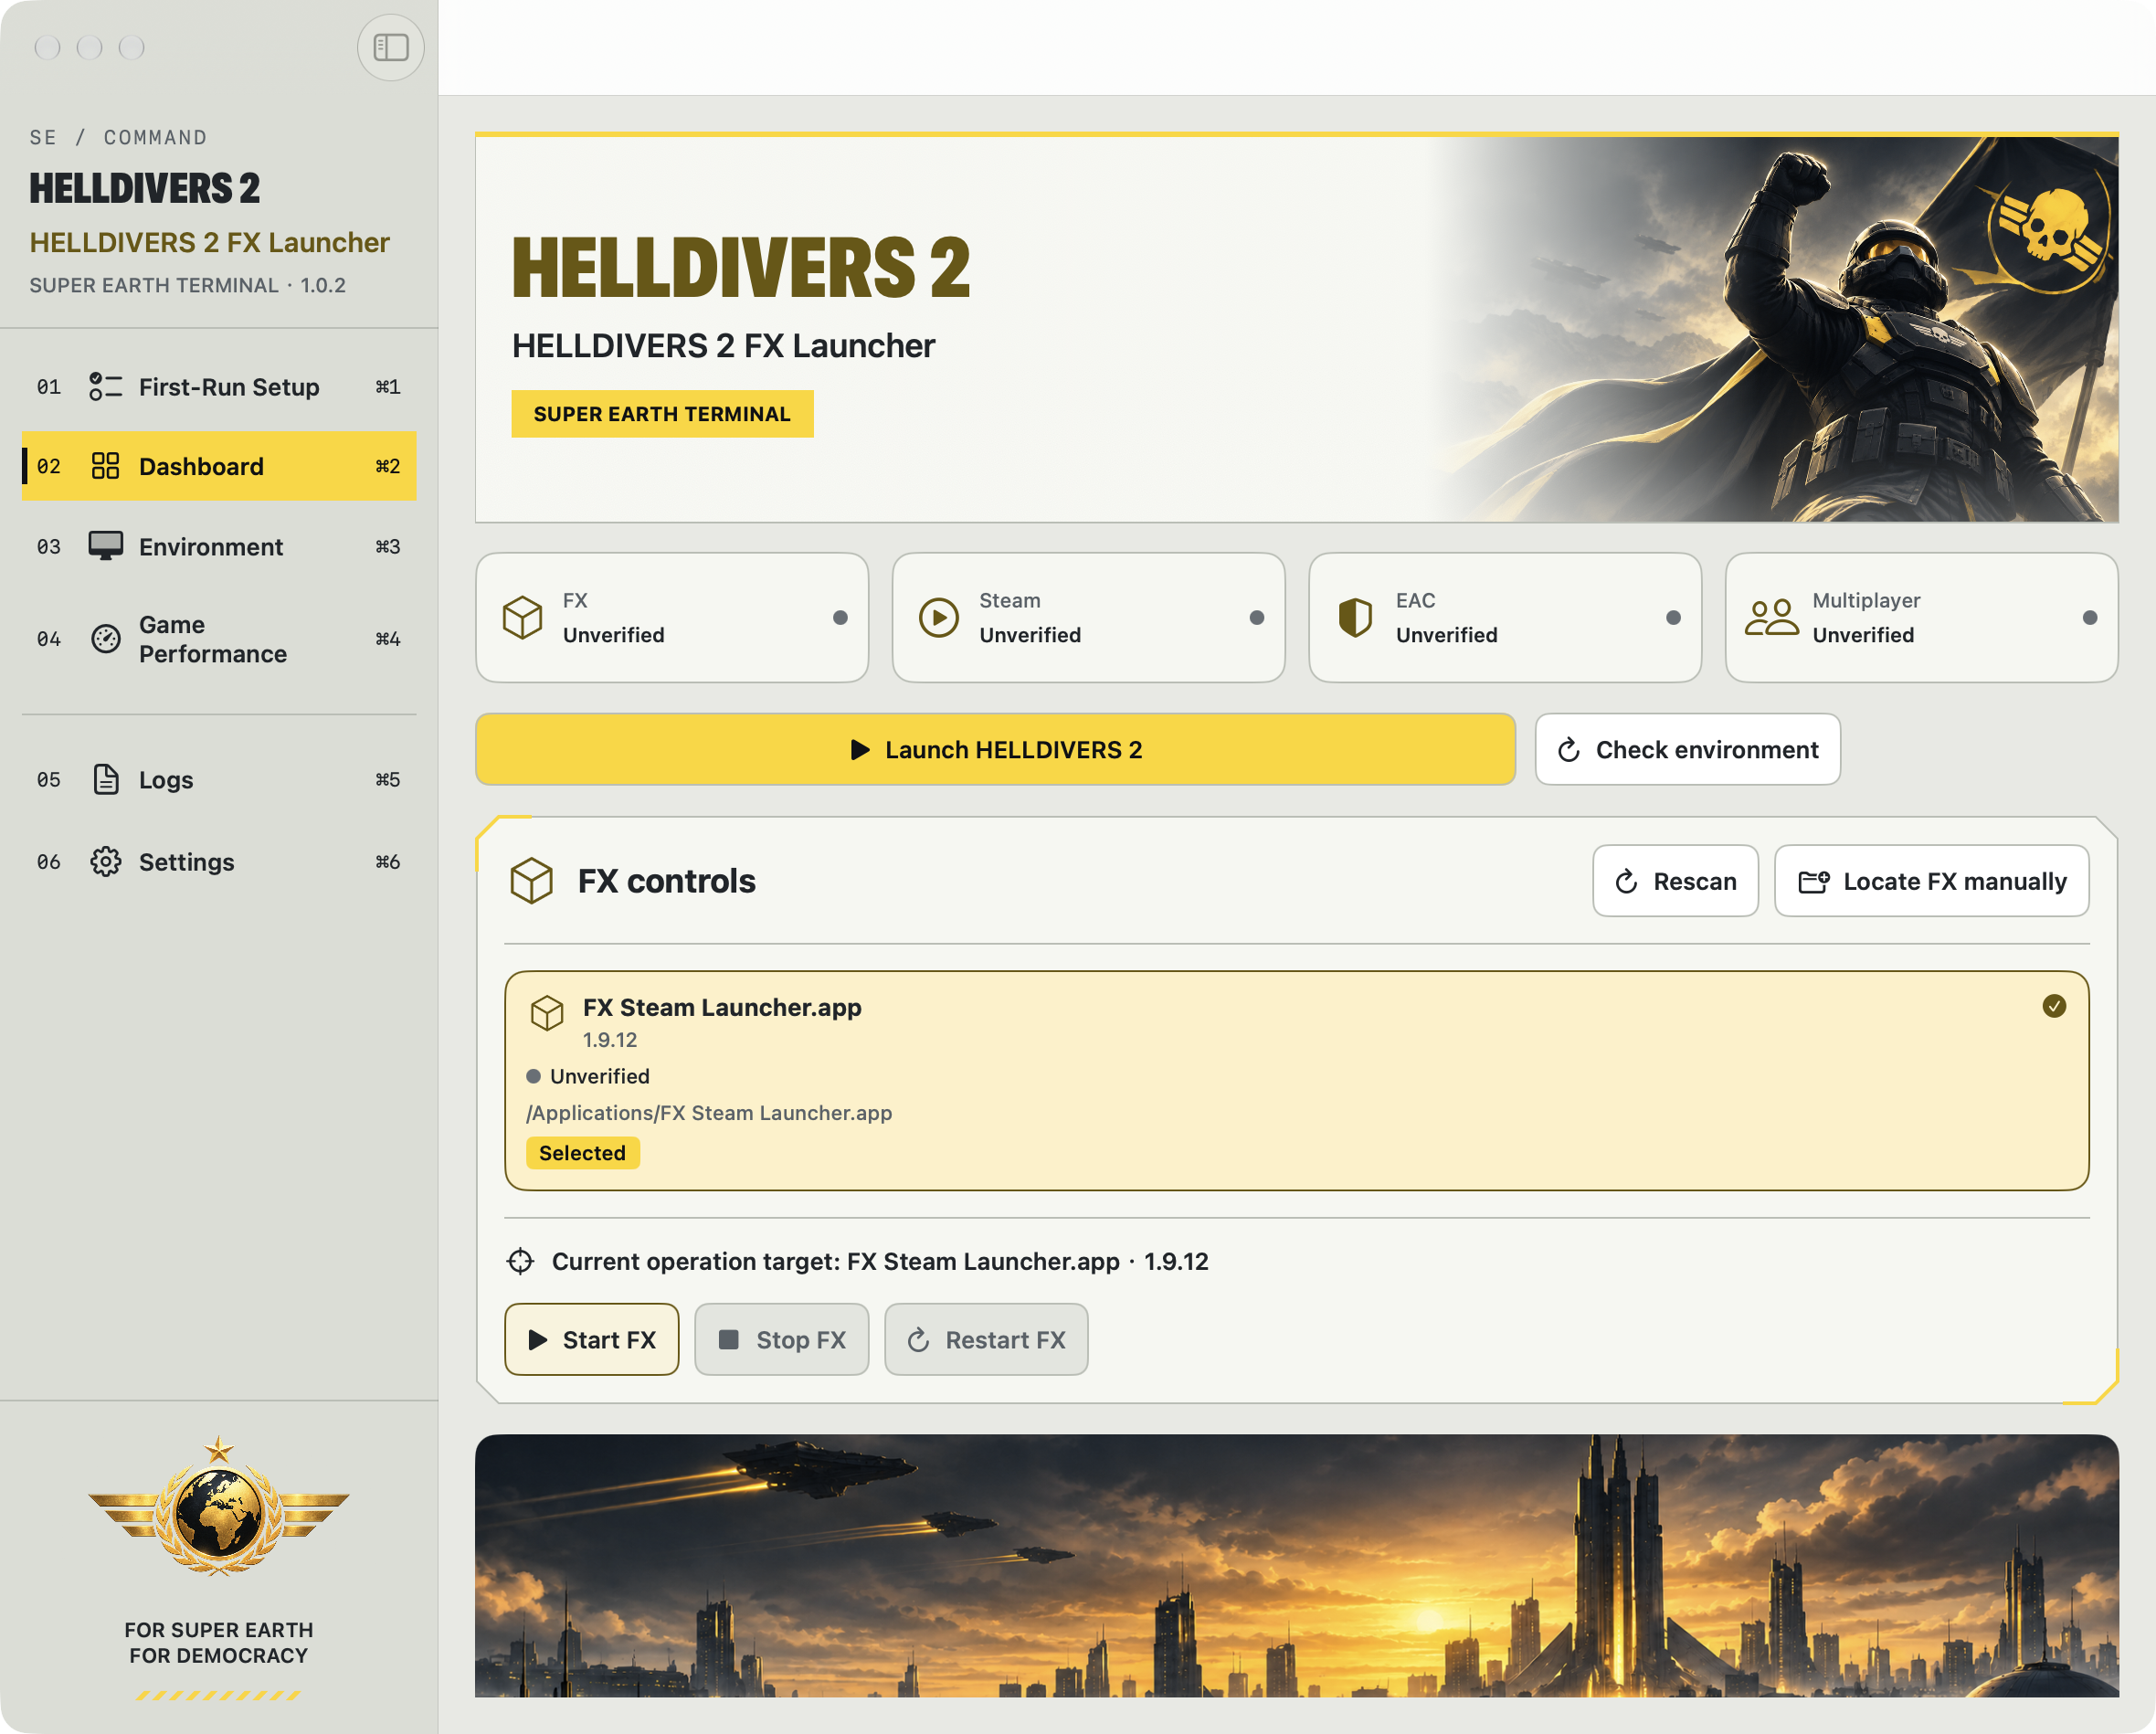 SE / COMMAND
HELLDIVERS 2
HELLDIVERS 2 FX Launcher
SUPER EARTH TERMINAL · 1.0.2
01 First-Run Setup ⌘1
02 Dashboard ⌘2
03 Environment ⌘3
04 Game Performance ⌘4
05 Logs ⌘5
06 Settings ⌘6
FOR SUPER EARTH
FOR DEMOCRACY
HELLDIVERS 2
HELLDIVERS 2 FX Launcher
SUPER EARTH TERMINAL
FX
Unverified
Steam
Unverified
EAC
Unverified
Multiplayer
Unverified
Launch HELLDIVERS 2
Check environment
FX controls
Rescan
Locate FX manually
FX Steam Launcher.app
1.9.12
Unverified
/Applications/FX Steam Launcher.app
Selected
Current operation target: FX Steam Launcher.app · 1.9.12
Start FX
Stop FX
Restart FX